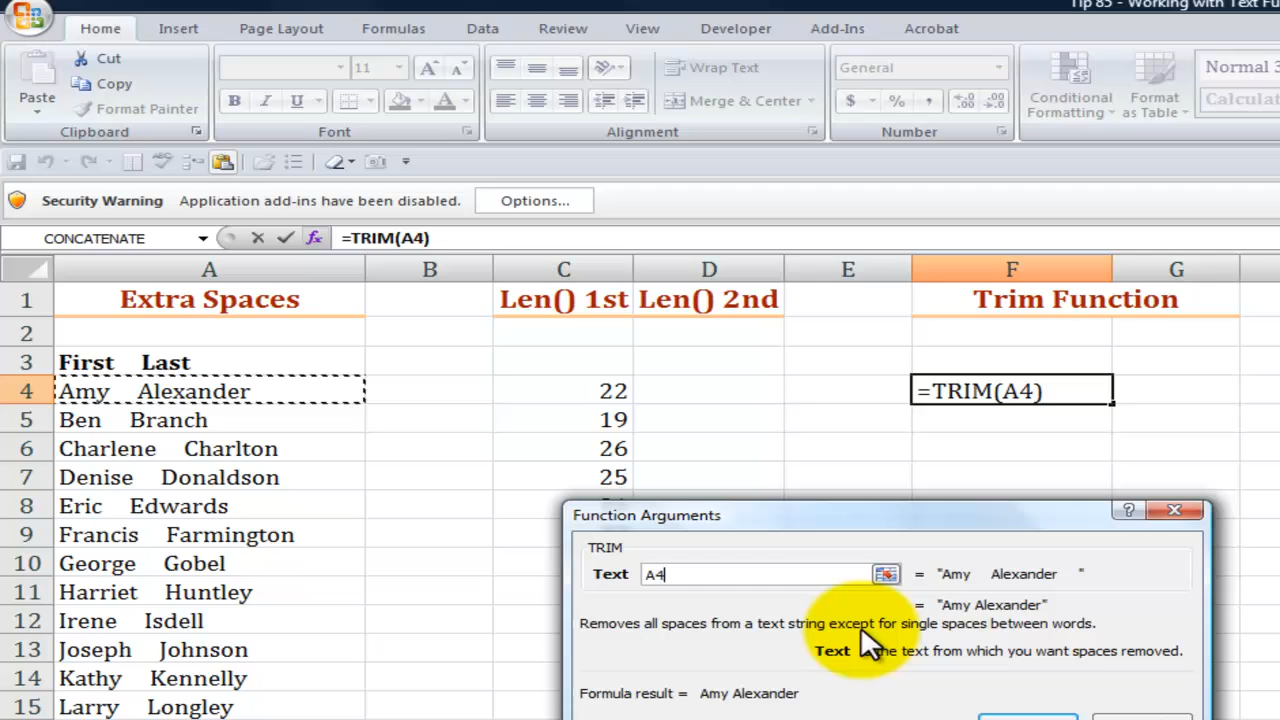 Tip 85 - Working with Text Fu
Home Insert Page Layout Formulas Data Review View Developer Add-Ins Acrobat
Cut
Copy
Format Painter
Paste
Clipboard
11
B I U
Font
Wrap Text
Merge & Center
Alignment
General
$ % ,
Number
Conditional Formatting
Format as Table
Normal 3
Calculat
Security Warning Application add-ins have been disabled. Options...
CONCATENATE fx =TRIM(A4)
A B C D E F G
1 Extra Spaces Len() 1st Len() 2nd Trim Function
2
3 First Last
4 Amy Alexander 22 =TRIM(A4)
5 Ben Branch 19
6 Charlene Charlton 26
7 Denise Donaldson 25
8 Eric Edwards
9 Francis Farmington
10 George Gobel
11 Harriet Huntley
12 Irene Isdell
13 Joseph Johnson
14 Kathy Kennelly
15 Larry Longley
Function Arguments
TRIM
Text A4 = "Amy Alexander "
= "Amy Alexander"
Removes all spaces from a text string except for single spaces between words.
Text the text from which you want spaces removed.
Formula result = Amy Alexander